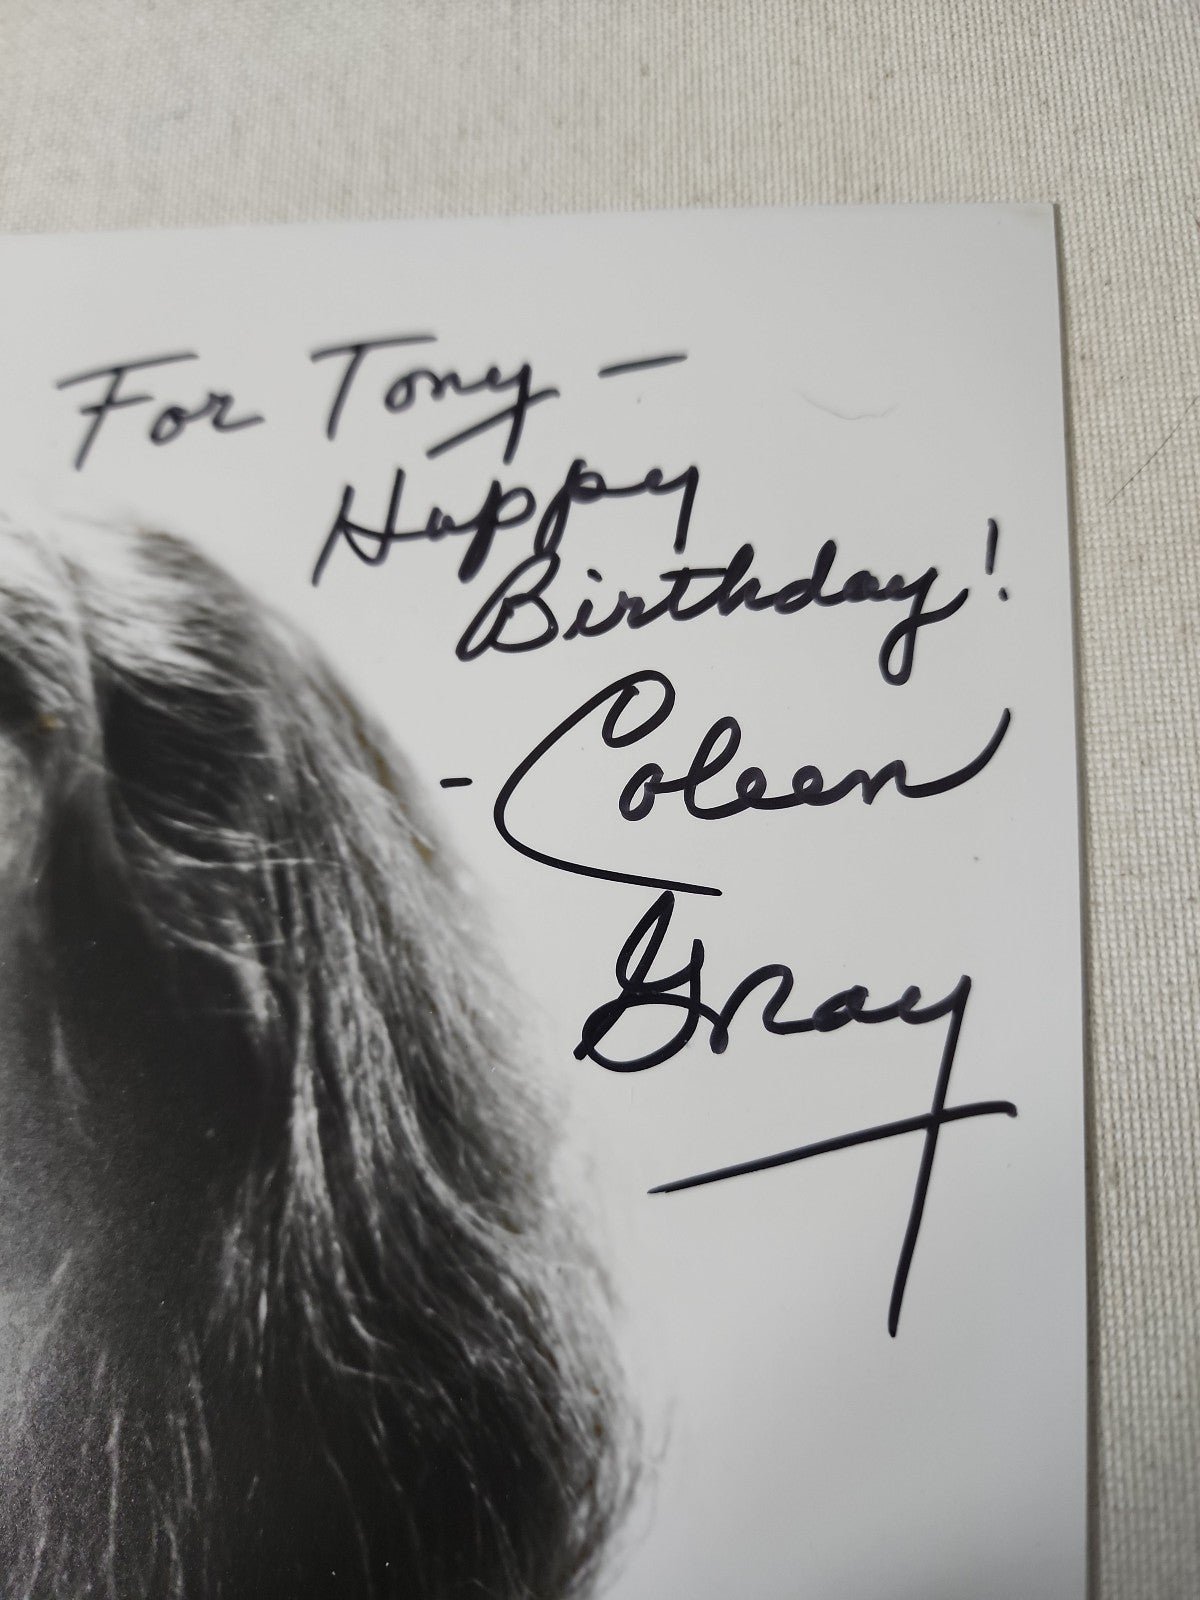 For Tony —
Happy
Birthday!
- Coleen
Gray